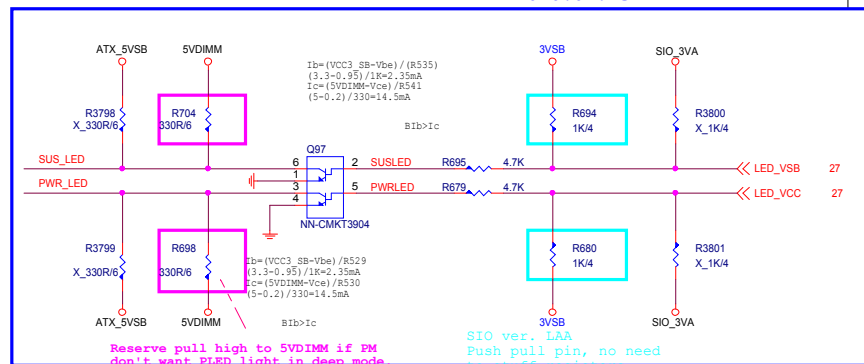 ATX_5VSB 5VDIMM 3VSB SIO_3VA
Ib=(VCC3_SB-Vbe)/(R535)
(3.3-0.95)/1K=2.35mA
Ic=(5VDIMM-Vce)/R541
(5-0.2)/330=14.5mA
BIb>Ic
R3798
X_330R/6
R704
330R/6
R694
1K/4
R3800
X_1K/4
Q97
SUS_LED 6 2 SUSLED R695 4.7K LED_VSB 27
1
PWR_LED 3 5 PWRLED R679 4.7K LED_VCC 27
4
NN-CMKT3904
R3799
X_330R/6
R698
330R/6
R680
1K/4
R3801
X_1K/4
Ib=(VCC3_SB-Vbe)/R529
(3.3-0.95)/1K=2.35mA
Ic=(5VDIMM-Vce)/R530
(5-0.2)/330=14.5mA
BIb>Ic
ATX_5VSB 5VDIMM 3VSB SIO_3VA
Reserve pull high to 5VDIMM if PM
don't want PLED light in deep mode.
SIO ver. LAA
Push pull pin, no need